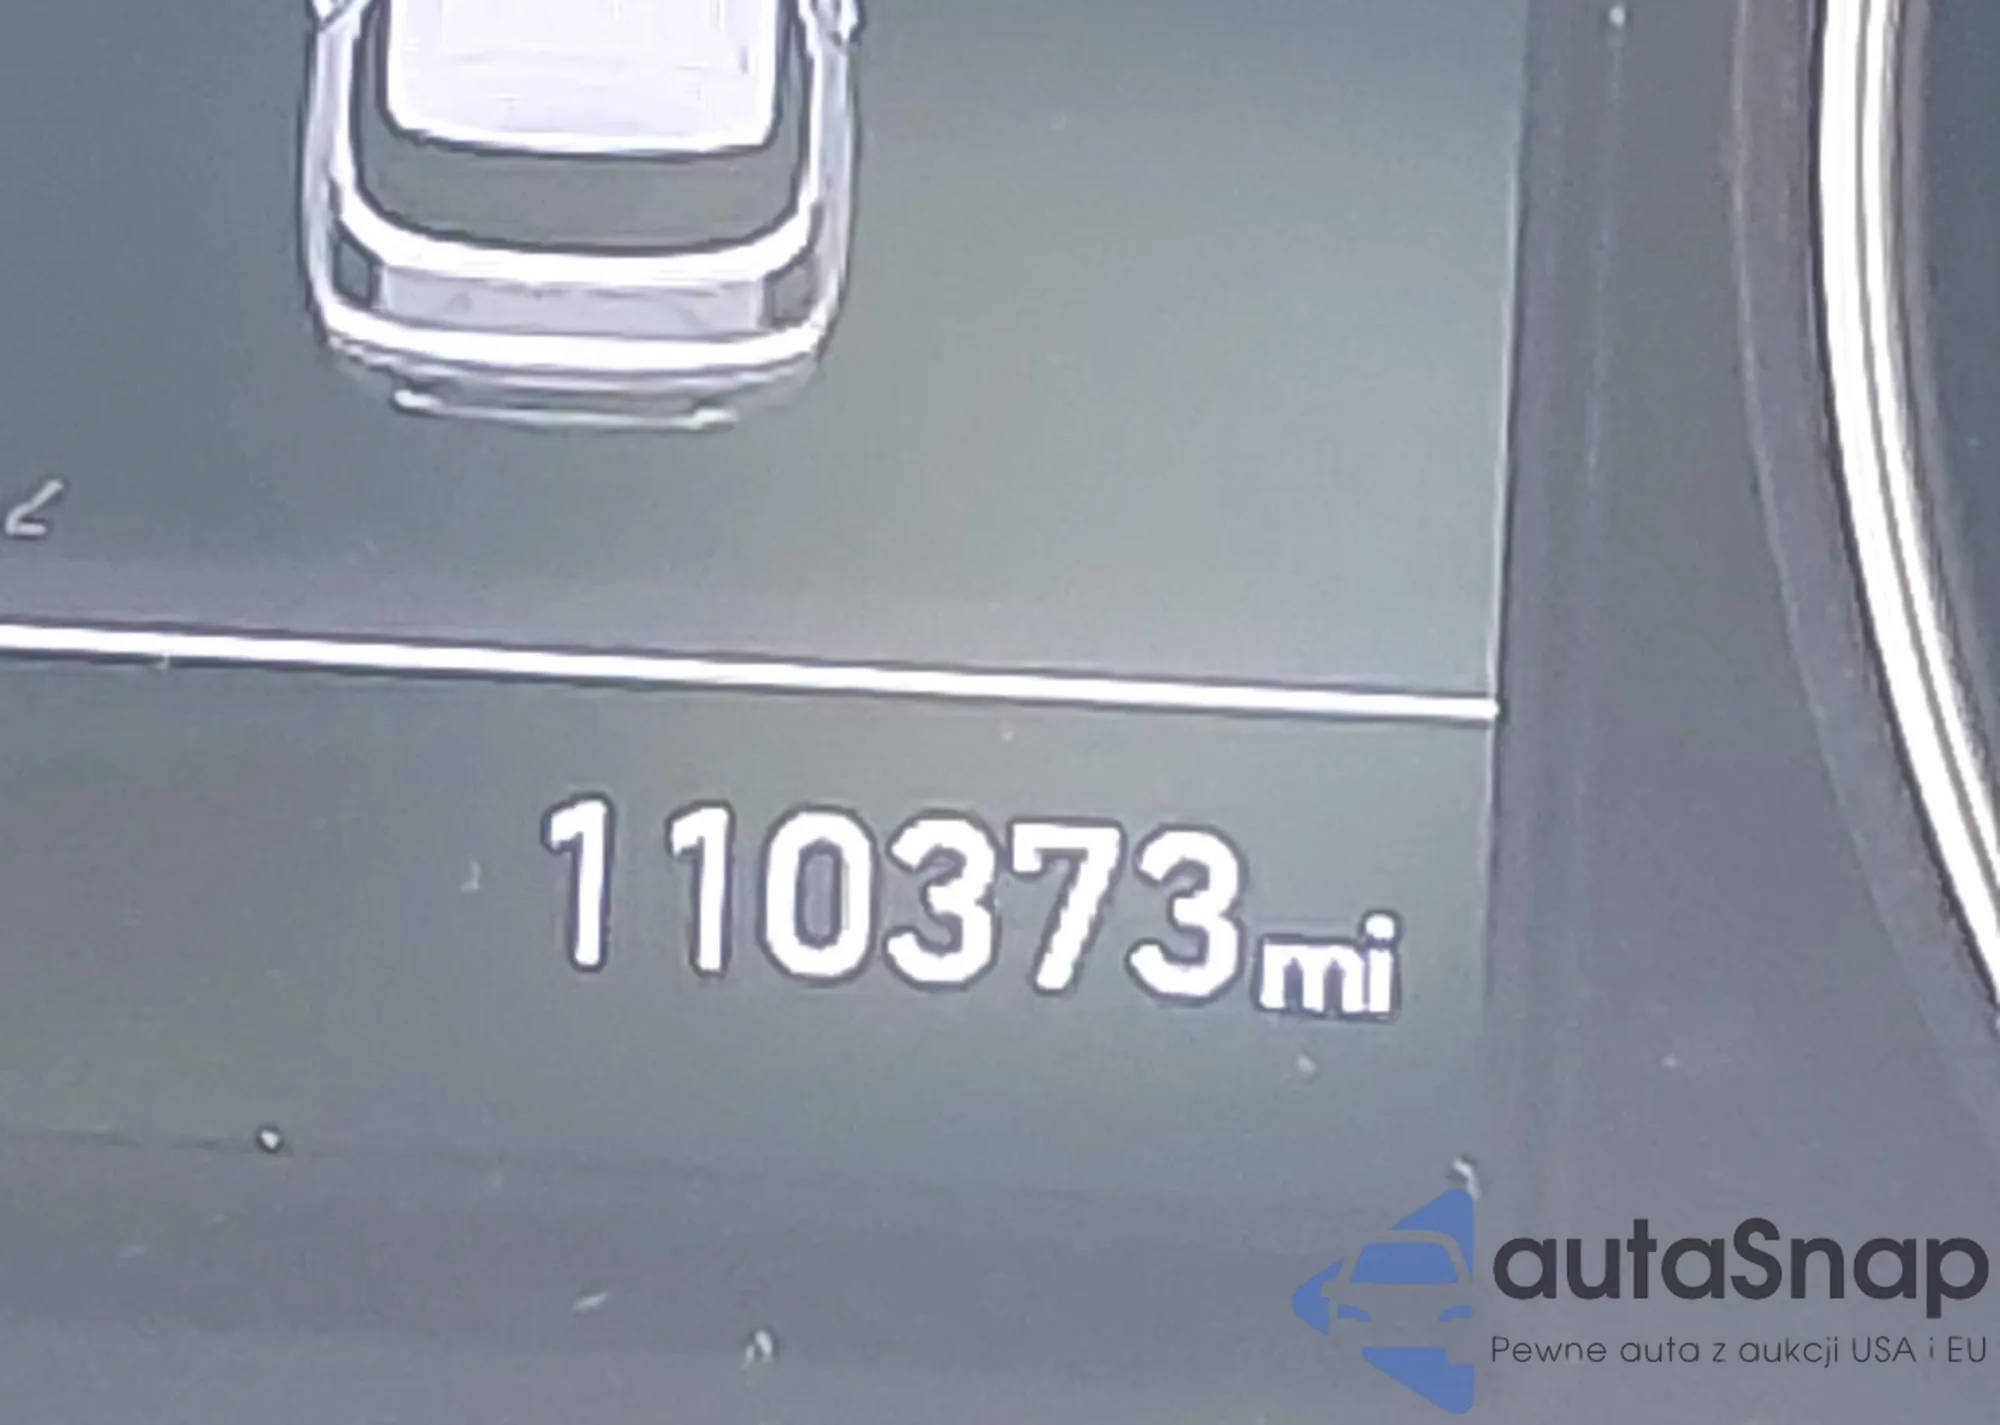 110373mi
autaSnap
Pewne auta z aukcji USA i EU